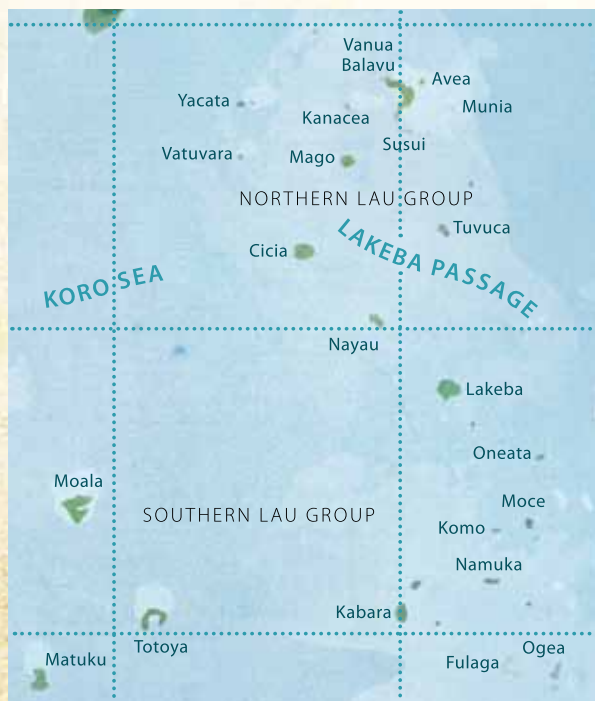 Vanua
Balavu
Avea
Yacata
Munia
Kanacea
Susui
Vatuvara
Mago
NORTHERN LAU GROUP
Tuvuca
LAKEBA PASSAGE
Cicia
KORO SEA
Nayau
Lakeba
Oneata
Moala
Moce
SOUTHERN LAU GROUP
Komo
Namuka
Kabara
Totoya
Ogea
Matuku
Fulaga